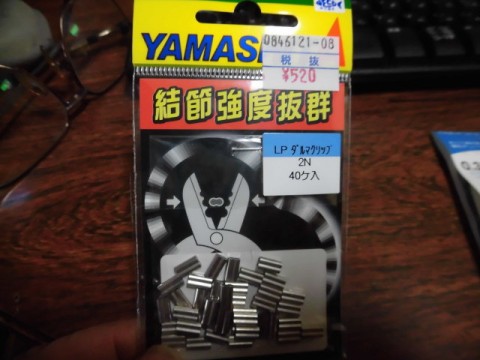 YAMAS
0846121-08
税 抜
¥520
結節強度抜群
LP ダルマクリップ
2N
40ケ入